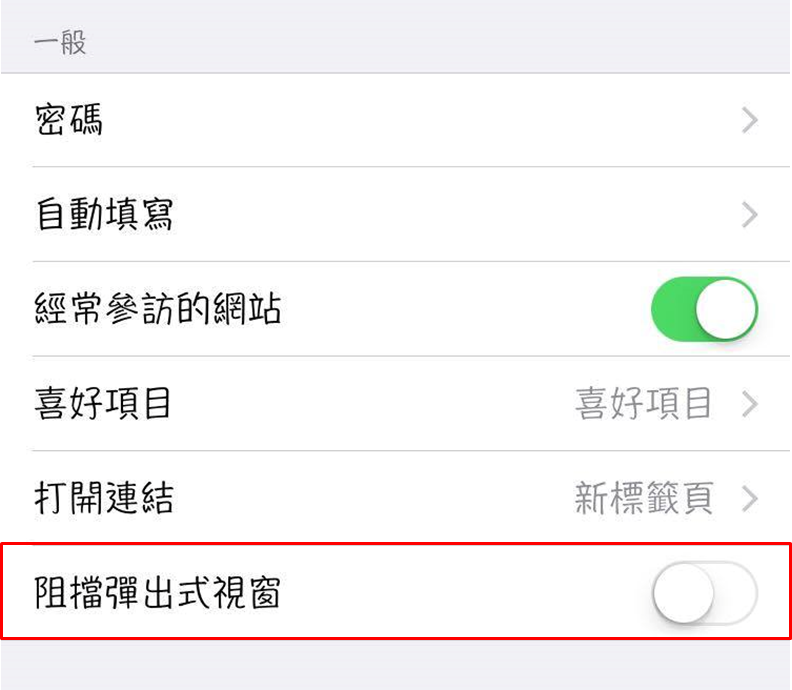 一般
密碼
自動填寫
經常參訪的網站
喜好項目 喜好項目
打開連結 新標籤頁
阻擋彈出式視窗